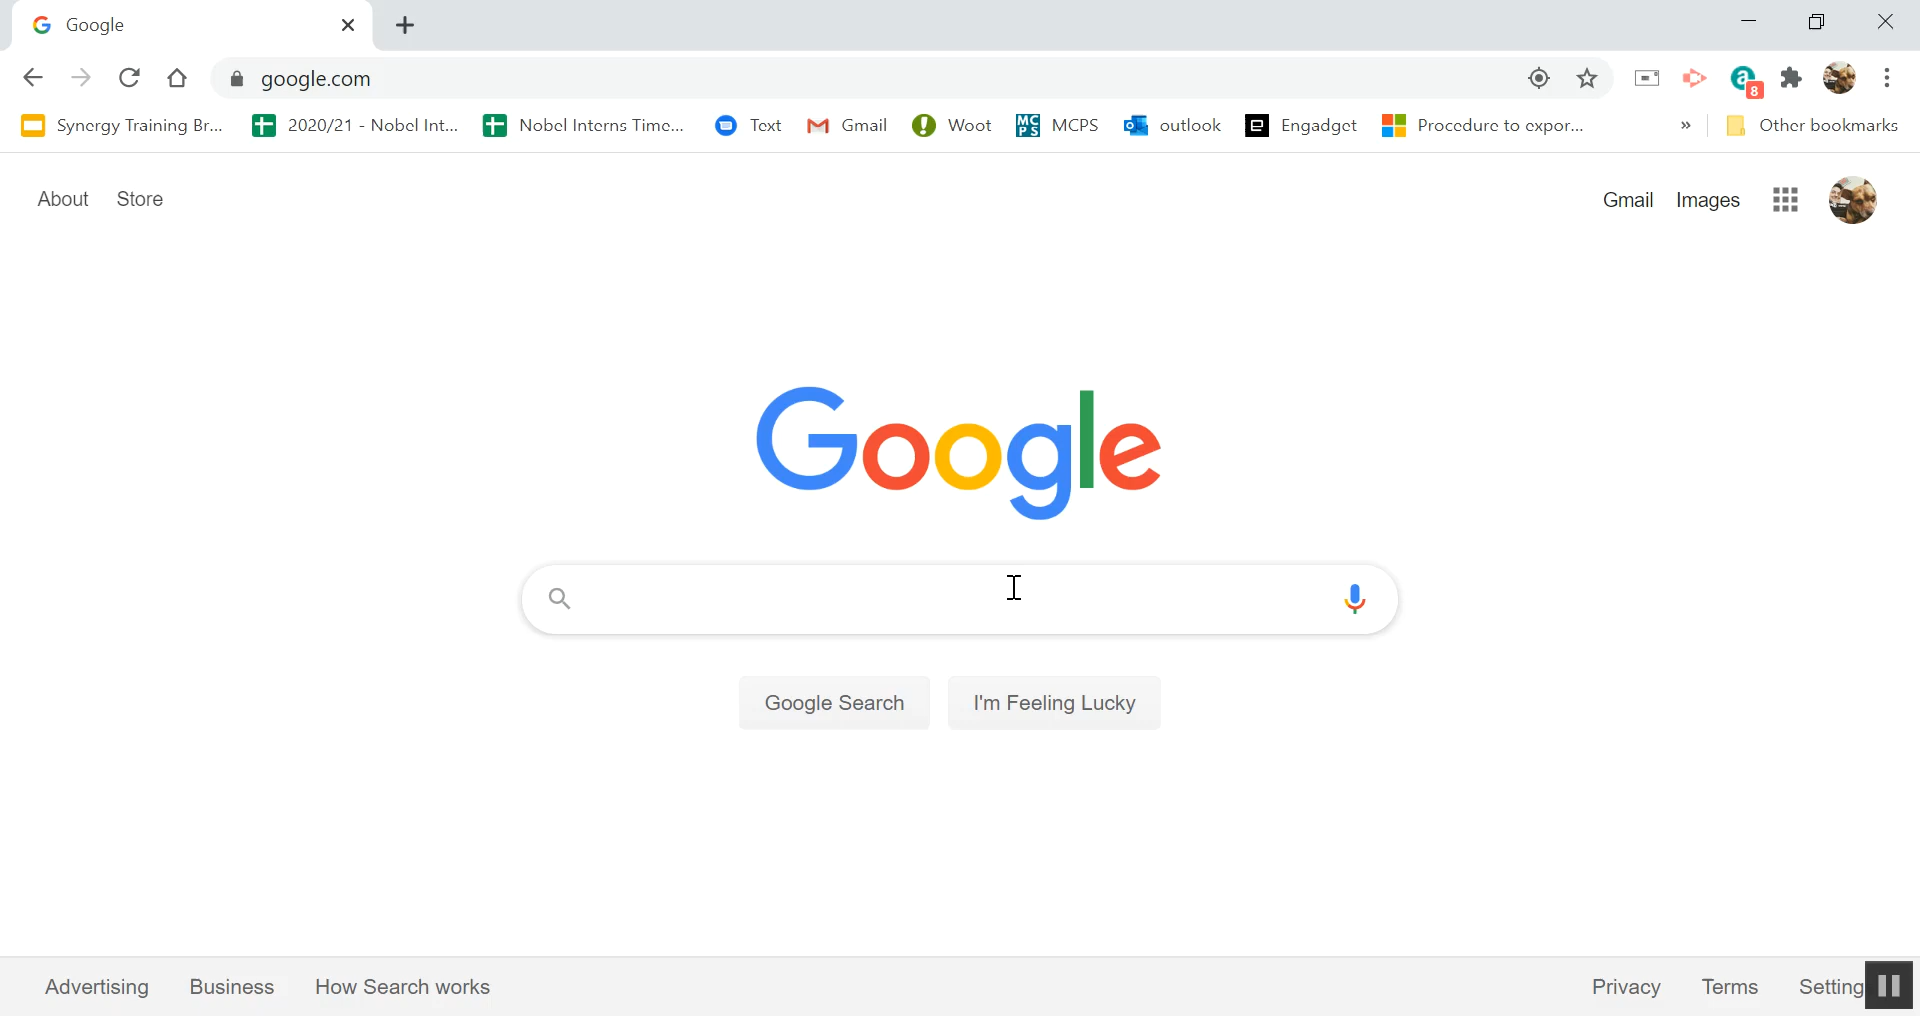 Google
google.com
8
Synergy Training Br...
2020/21 - Nobel Int...
Nobel Interns Time...
Text
Gmail
Woot
MCPS
MCPS
outlook
Engadget
Procedure to expor...
»
Other bookmarks
About
Store
Gmail
Images
Google
Google Search
I'm Feeling Lucky
Advertising
Business
How Search works
Privacy
Terms
Setting